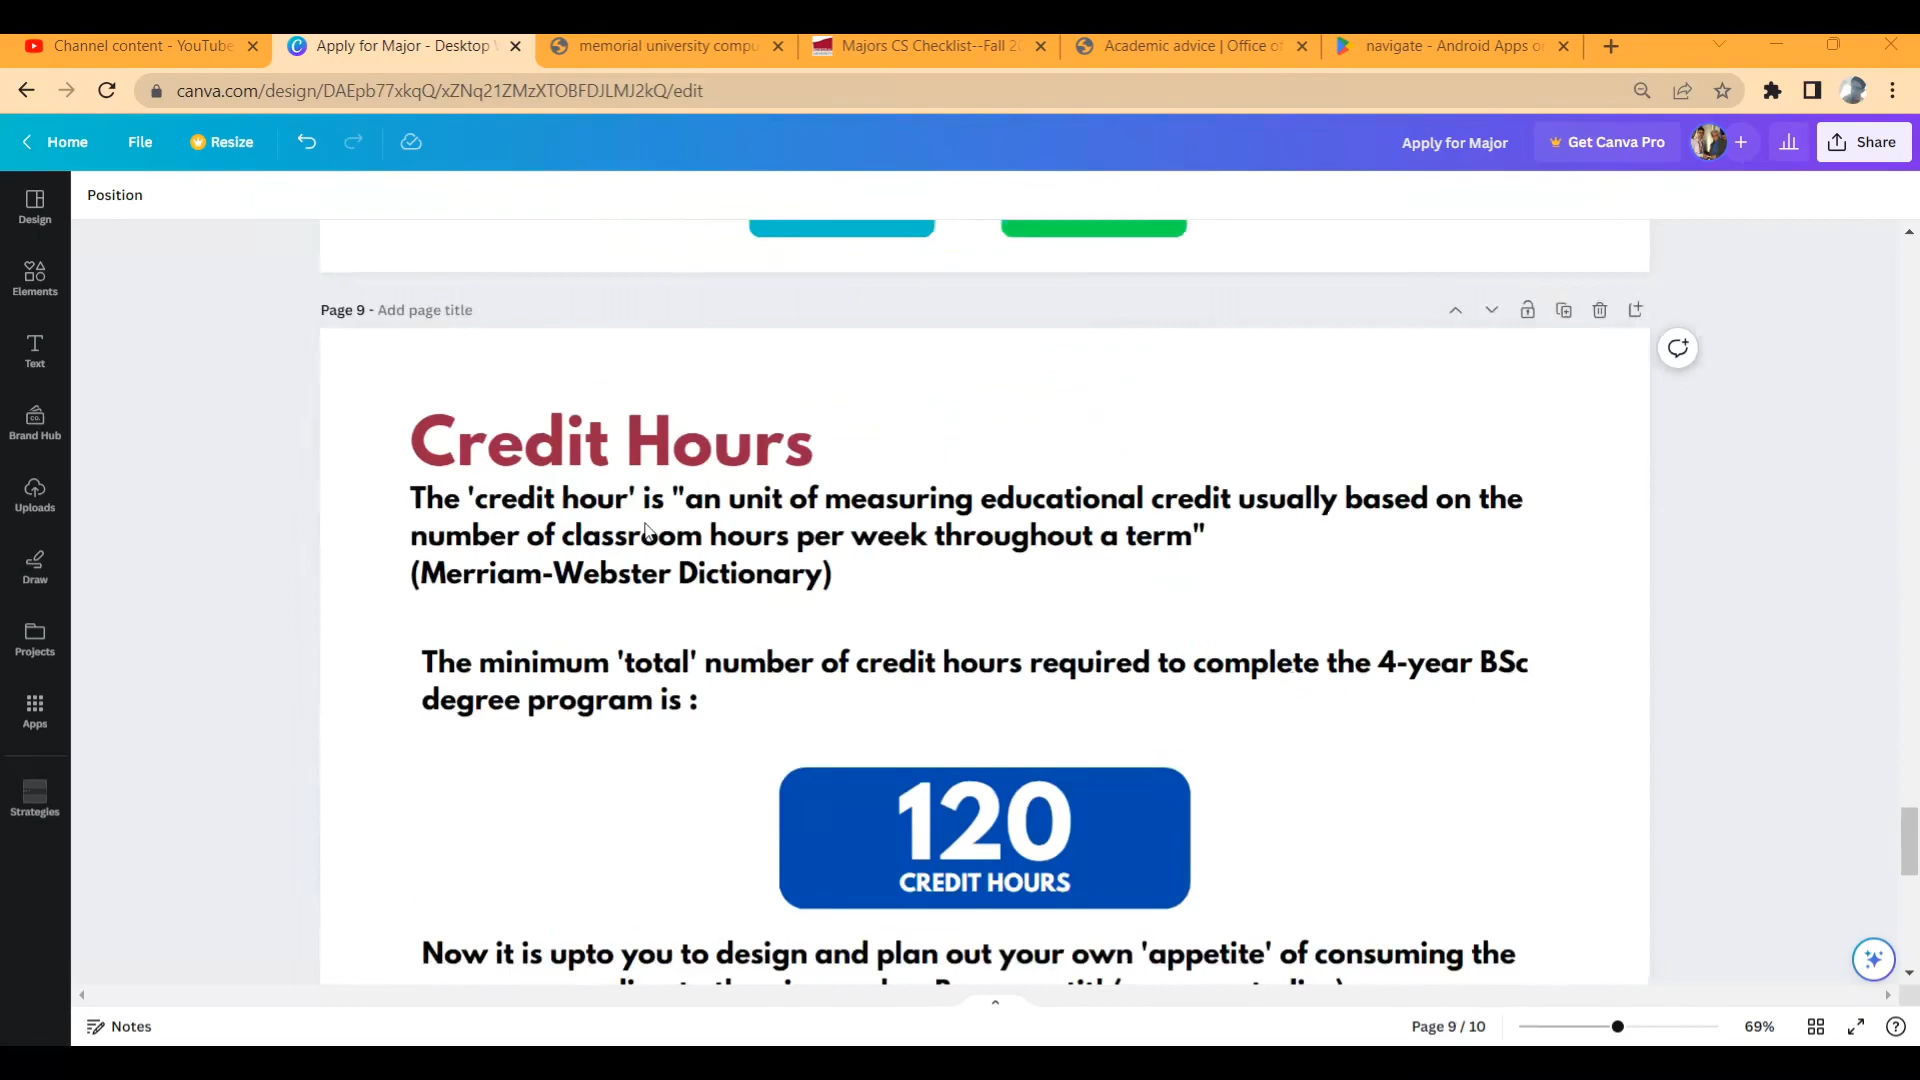 Channel content - YouTube
Apply for Major - Desktop
memorial university compu
Majors CS Checklist--Fall 20
Academic advice | Office of
navigate - Android Apps o
canva.com/design/DAEpb77xkqQ/xZNq21ZMzXTOBFDJLMJ2kQ/edit
Home
File
Resize
Apply for Major
Get Canva Pro
Share
Position
Design
Elements
Text
Brand Hub
Uploads
Draw
Projects
Apps
Strategies
Page 9 - Add page title
Credit Hours
The 'credit hour' is "an unit of measuring educational credit usually based on the
number of classroom hours per week throughout a term"
(Merriam-Webster Dictionary)
The minimum 'total' number of credit hours required to complete the 4-year BSc
degree program is :
120
CREDIT HOURS
Now it is upto you to design and plan out your own 'appetite' of consuming the
Notes
Page 9 / 10
69%